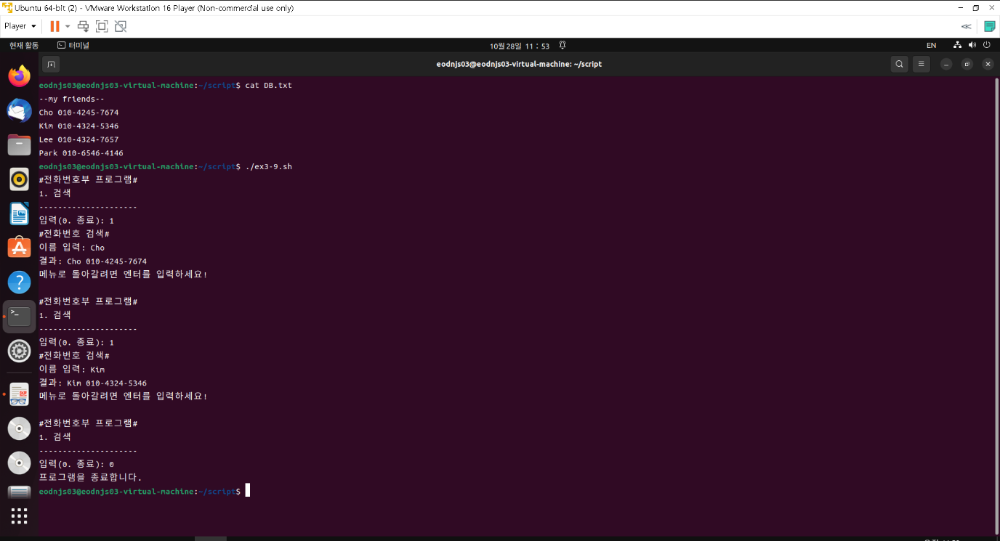 Ubuntu 64-bit (2) - VMware Workstation 16 Player (Non-commercial use only)
Player
현재 활동 터미널 10월 28일 11 : 53 EN
eodnjs03@eodnjs03-virtual-machine: ~/script
eodnjs03@eodnjs03-virtual-machine:~/script$ cat DB.txt
--my friends--
Cho 010-4245-7674
Kim 010-4324-5346
Lee 010-4324-7657
Park 010-6546-4146
eodnjs03@eodnjs03-virtual-machine:~/script$ ./ex3-9.sh
#전화번호부 프로그램#
1. 검색
---------------------
입력(0. 종료): 1
#전화번호 검색#
이름 입력: Cho
결과: Cho 010-4245-7674
메뉴로 돌아갈려면 엔터를 입력하세요!
#전화번호부 프로그램#
1. 검색
---------------------
입력(0. 종료): 1
#전화번호 검색#
이름 입력: Kim
결과: Kim 010-4324-5346
메뉴로 돌아갈려면 엔터를 입력하세요!
#전화번호부 프로그램#
1. 검색
---------------------
입력(0. 종료): 0
프로그램을 종료합니다.
eodnjs03@eodnjs03-virtual-machine:~/script$